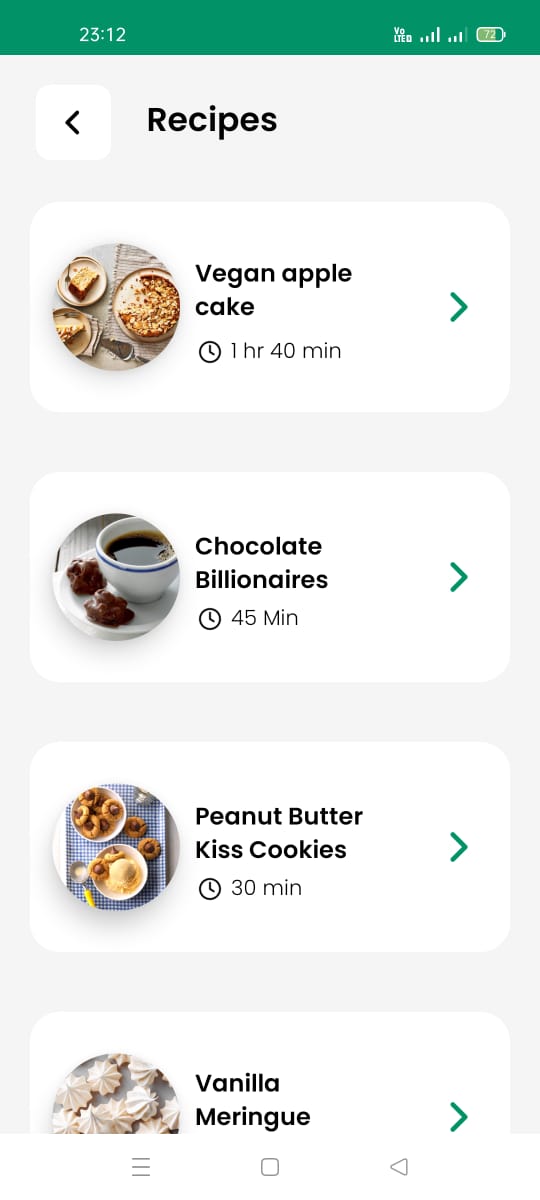 23:12
Vo
LTED
72
Recipes
Vegan apple
cake
1 hr 40 min
Chocolate
Billionaires
45 Min
Peanut Butter
Kiss Cookies
30 min
Vanilla
Meringue